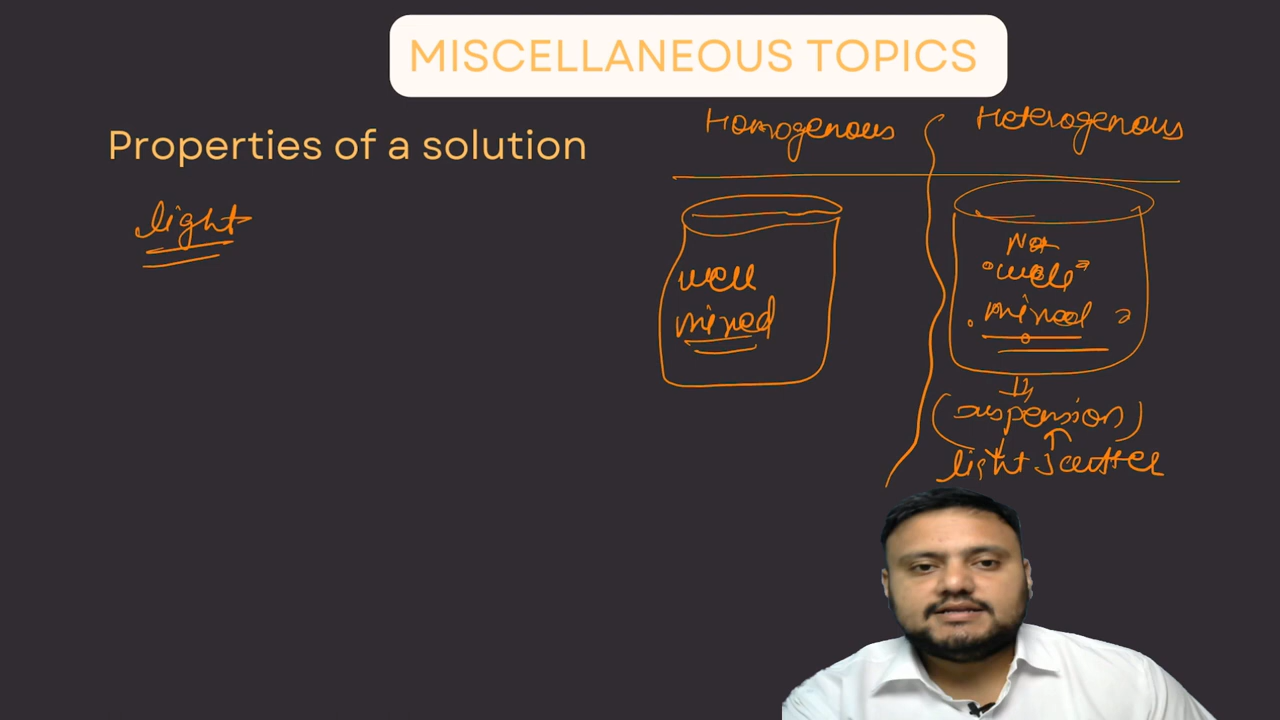 MISCELLANEOUS TOPICS
Properties of a solution
light
Homogenous
Heterogenous
well
mixed
Not
well
mixed
(suspension)
light scatter